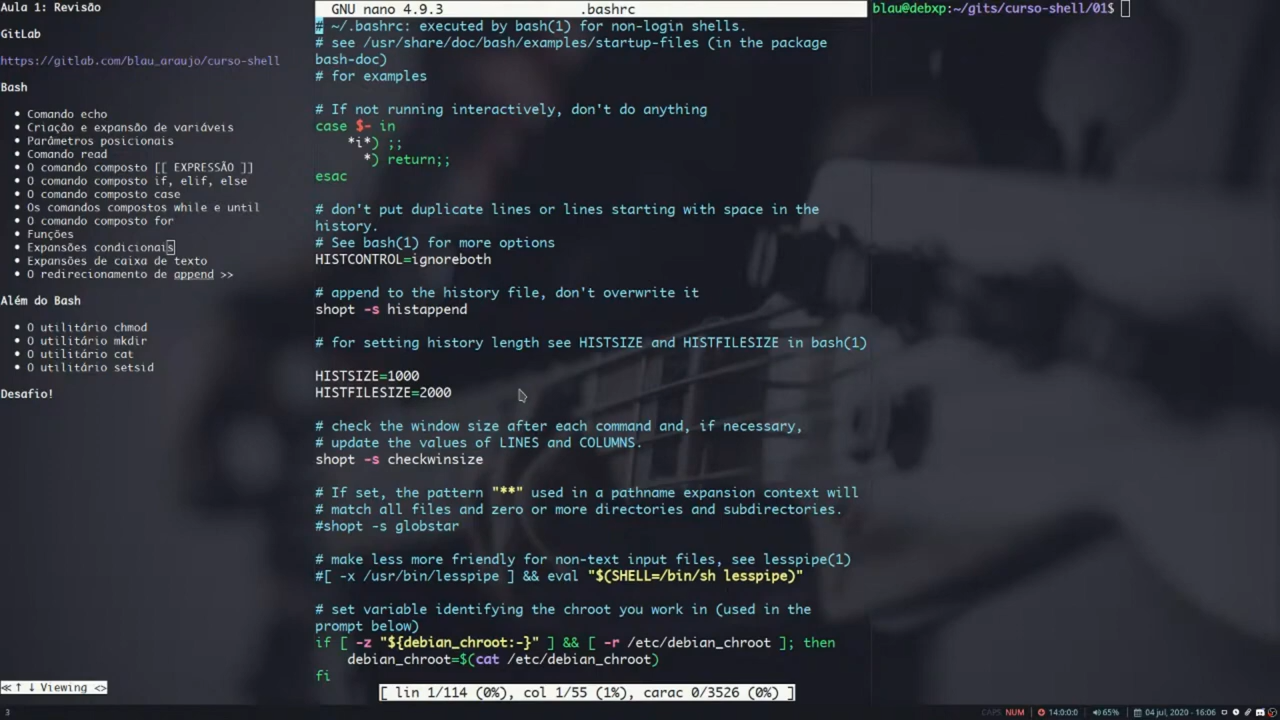 Aula 1: Revisão
GitLab
https://gitlab.com/blau_araujo/curso-shell
Bash
• Comando echo
• Criação e expansão de variáveis
• Parâmetros posicionais
• Comando read
• O comando composto [[ EXPRESSÃO ]]
• O comando composto if, elif, else
• O comando composto case
• Os comandos compostos while e until
• O comando composto for
• Funções
• Expansões condicionais
• Expansões de caixa de texto
• O redirecionamento de append >>
Além do Bash
• O utilitário chmod
• O utilitário mkdir
• O utilitário cat
• O utilitário setsid
Desafio!
≪↑ ↓ Viewing <>
GNU nano 4.9.3 .bashrc
# ~/.bashrc: executed by bash(1) for non-login shells.
# see /usr/share/doc/bash/examples/startup-files (in the package
bash-doc)
# for examples
# If not running interactively, don't do anything
case $- in
*i*) ;;
*) return;;
esac
# don't put duplicate lines or lines starting with space in the
history.
# See bash(1) for more options
HISTCONTROL=ignoreboth
# append to the history file, don't overwrite it
shopt -s histappend
# for setting history length see HISTSIZE and HISTFILESIZE in bash(1)
HISTSIZE=1000
HISTFILESIZE=2000
# check the window size after each command and, if necessary,
# update the values of LINES and COLUMNS.
shopt -s checkwinsize
# If set, the pattern "**" used in a pathname expansion context will
# match all files and zero or more directories and subdirectories.
#shopt -s globstar
# make less more friendly for non-text input files, see lesspipe(1)
#[ -x /usr/bin/lesspipe ] && eval "$(SHELL=/bin/sh lesspipe)"
# set variable identifying the chroot you work in (used in the
prompt below)
if [ -z "${debian_chroot:-}" ] && [ -r /etc/debian_chroot ]; then
debian_chroot=$(cat /etc/debian_chroot)
fi
[ lin 1/114 (0%), col 1/55 (1%), carac 0/3526 (0%) ]
blau@debxp:~/gits/curso-shell/01$
3
CAPS NUM | 14:0:0:0 | 65% | 04 jul, 2020 - 16:06